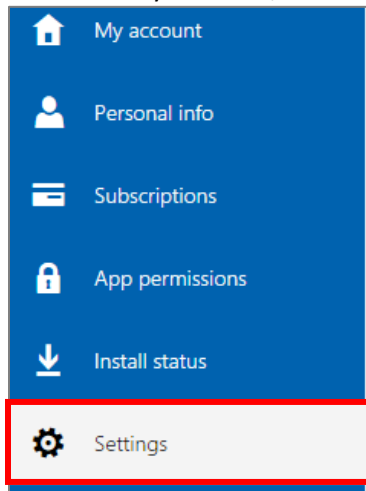 My account
Personal info
Subscriptions
App permissions
Install status
Settings